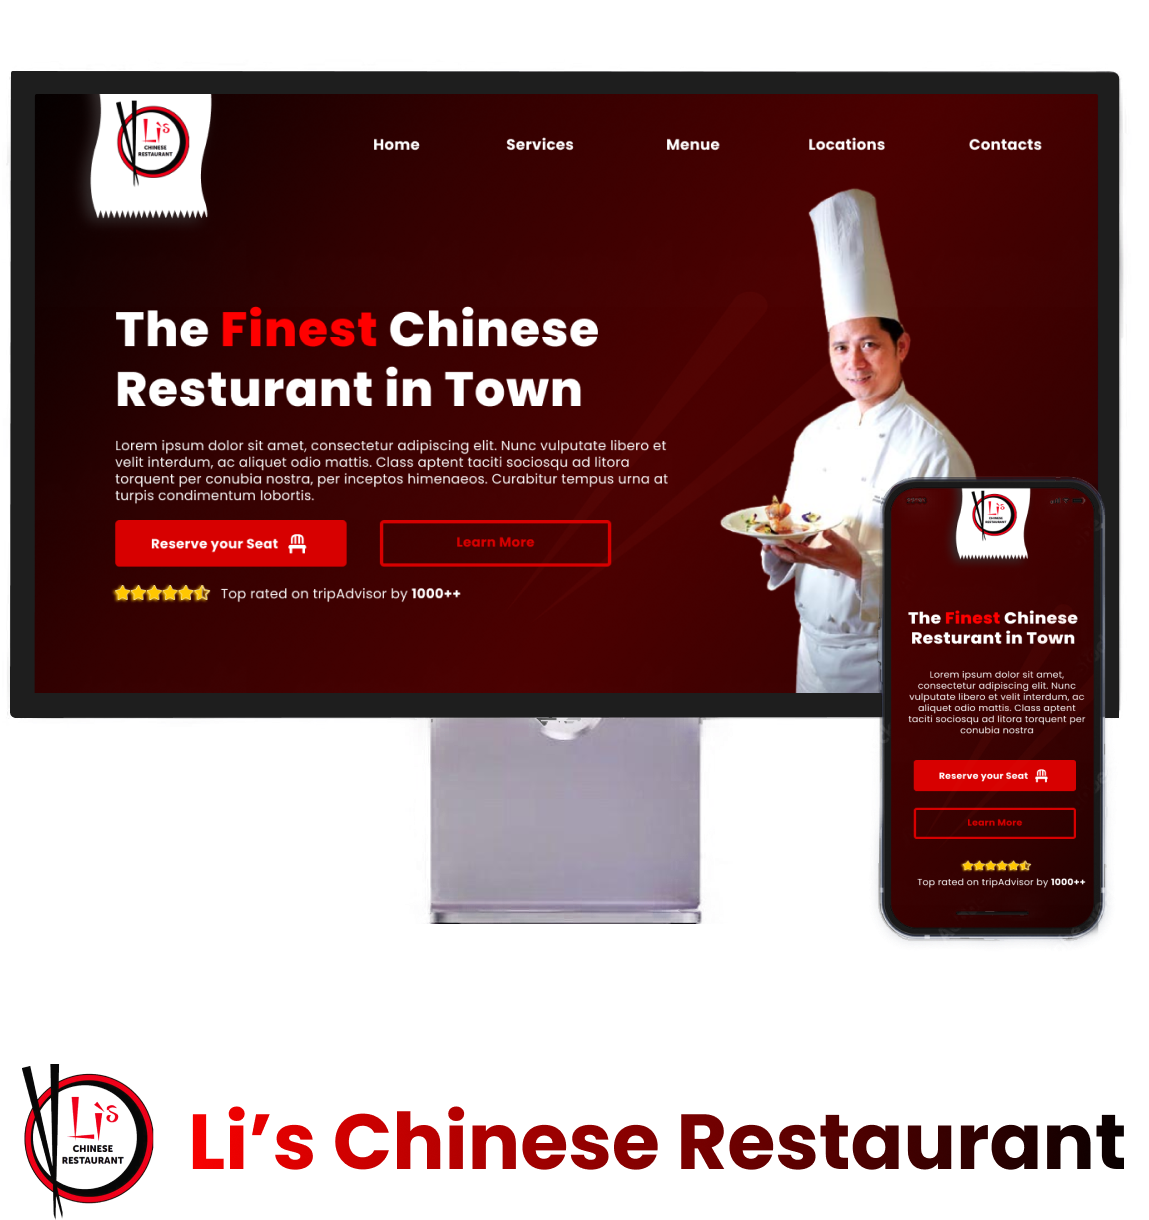 Li's
CHINESE
RESTAURANT
Home
Services
Menue
Locations
Contacts
The Finest Chinese
Resturant in Town
Lorem ipsum dolor sit amet, consectetur adipiscing elit. Nunc vulputate libero et
velit interdum, ac aliquet odio mattis. Class aptent taciti sociosqu ad litora
torquent per conubia nostra, per inceptos himenaeos. Curabitur tempus urna at
turpis condimentum lobortis.
Reserve your Seat
Learn More
Top rated on tripAdvisor by 1000++
Lìs
CHINESE
RESTAURANT
The Finest Chinese
Resturant in Town
Lorem ipsum dolor sit amet,
consectetur adipiscing elit. Nunc
vulputate libero et velit interdum, ac
aliquet odio mattis. Class aptent
taciti sociosqu ad litora torquent per
conubia nostra
Reserve your Seat
Learn More
Top rated on tripAdvisor by 1000++
Lìs
CHINESE
RESTAURANT
Li’s Chinese Restaurant